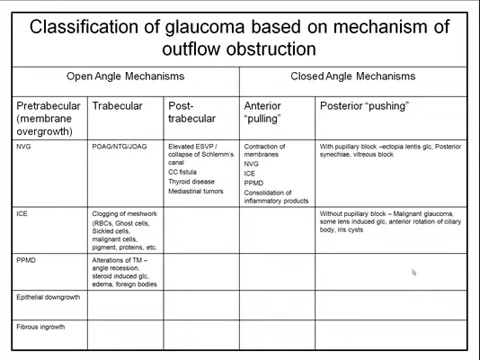 Classification of glaucoma based on mechanism of
outflow obstruction
Open Angle Mechanisms
Closed Angle Mechanisms
Pretrabecular
(membrane
overgrowth)
Trabecular
Post-
trabecular
Anterior
"pulling"
Posterior "pushing"
NVG
POAG/NTG/JOAG
Elevated ESVP /
collapse of Schlemm's
canal
CC fistula
Thyroid disease
Mediastinal tumors
Contraction of
membranes
NVG
ICE
PPMD
Consolidation of
inflammatory products
With pupillary block –ectopia lentis glc, Posterior
synechiae, vitreous block
ICE
Clogging of meshwork
(RBCs, Ghost cells,
Sickled cells,
malignant cells,
pigment, proteins, etc.
Without pupillary block – Malignant glaucoma,
some lens induced glc, anterior rotation of ciliary
body, iris cysts
PPMD
Alterations of TM –
angle recession,
steroid induced glc,
edema, foreign bodies
Epithelial downgrowth
Fibrous ingrowth